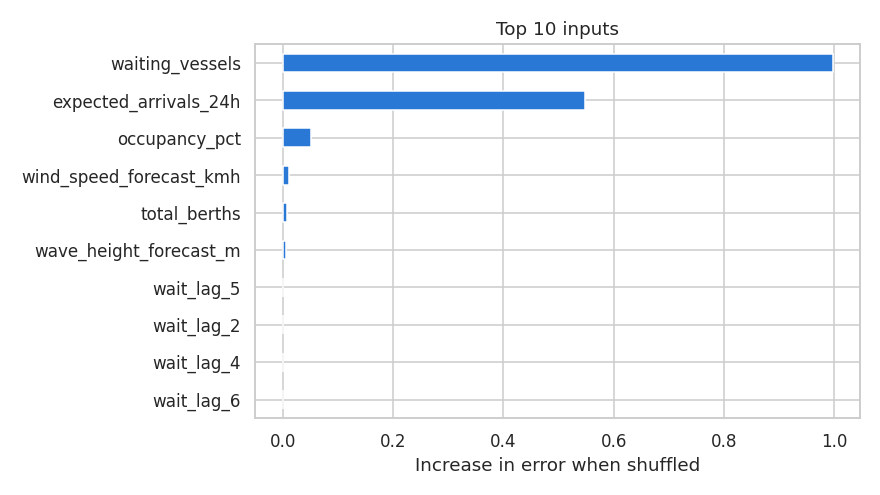 Top 10 inputs
waiting_vessels
expected_arrivals_24h
occupancy_pct
wind_speed_forecast_kmh
total_berths
wave_height_forecast_m
wait_lag_5
wait_lag_2
wait_lag_4
wait_lag_6
0.0 0.2 0.4 0.6 0.8 1.0
Increase in error when shuffled